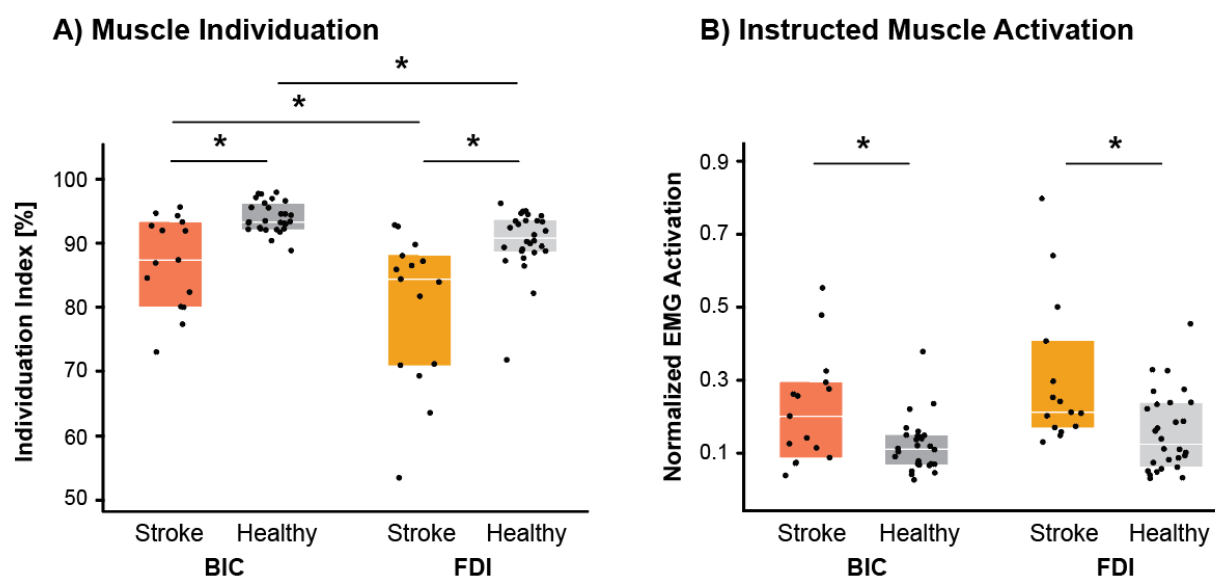 A) Muscle Individuation
*
*
*
*
Individuation Index [%]
100
90
80
70
60
50
Stroke Healthy Stroke Healthy
BIC FDI
B) Instructed Muscle Activation
*
*
Normalized EMG Activation
0.9
0.7
0.5
0.3
0.1
Stroke Healthy Stroke Healthy
BIC FDI